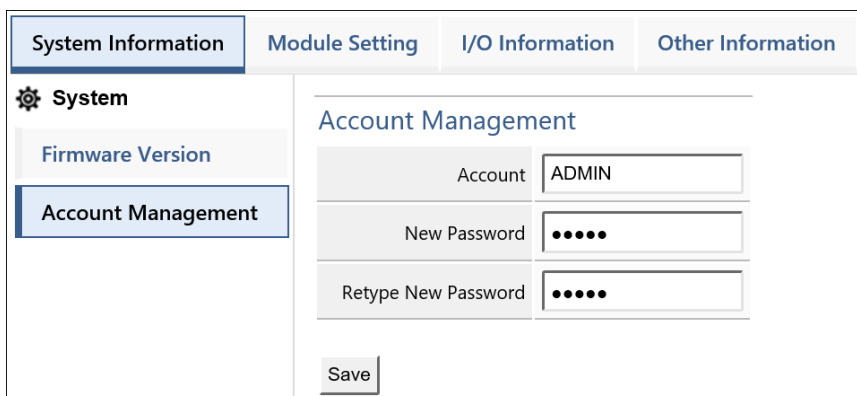 System Information Module Setting I/O Information Other Information
System
Firmware Version
Account Management
Account Management
Account ADMIN
New Password •••••
Retype New Password •••••
Save